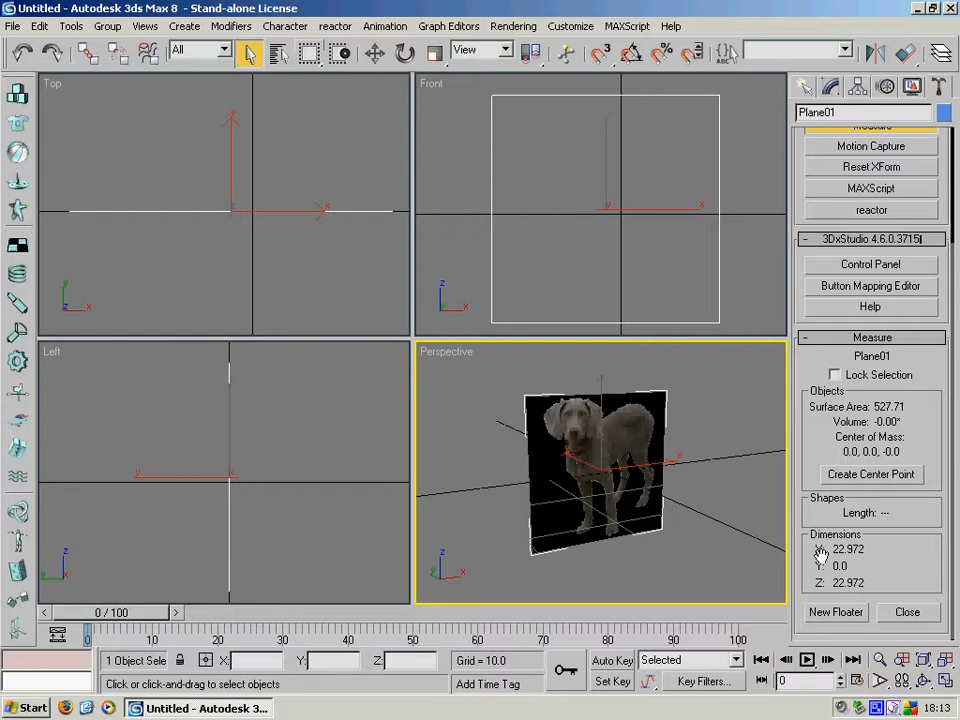 Untitled - Autodesk 3ds Max 8 - Stand-alone License
File Edit Tools Group Views Create Modifiers Character reactor Animation Graph Editors Rendering Customize MAXScript Help
All
View
ABC
Top
Front
Left
Perspective
Plane01
Measure
Motion Capture
Reset XForm
MAXScript
reactor
- 3DxStudio 4.6.0.3715
Control Panel
Button Mapping Editor
Help
- Measure
Plane01
Lock Selection
Objects
Surface Area: 527.71
Volume: -0.00*
Center of Mass:
0.0, 0.0, -0.0
Create Center Point
Shapes
Length: ---
Dimensions
X: 22.972
Y: 0.0
Z: 22.972
New Floater Close
0 / 100
0 10 20 30 40 50 60 70 80 90 100
1 Object Sele X: Y: Z: Grid = 10.0 Auto Key Selected
Click or click-and-drag to select objects Add Time Tag Set Key Key Filters... 0
Start Untitled - Autodesk 3... 18:13